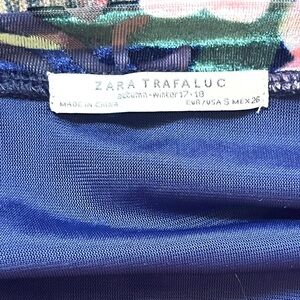 ZARA TRAFALUC
autumn·winter 17·18
MADE IN CHINA
EUR/USA S MEX 26